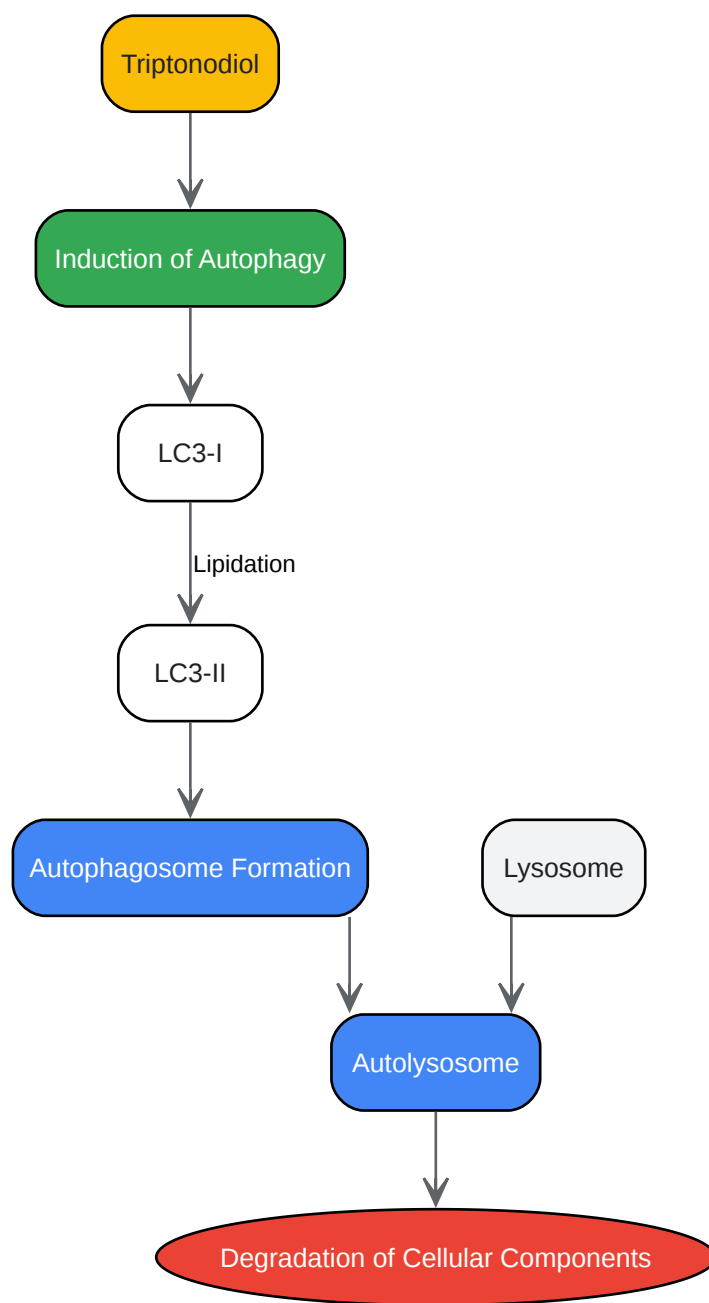 Triptonodiol
Induction of Autophagy
LC3-I
Lipidation
LC3-II
Autophagosome Formation
Lysosome
Autolysosome
Degradation of Cellular Components